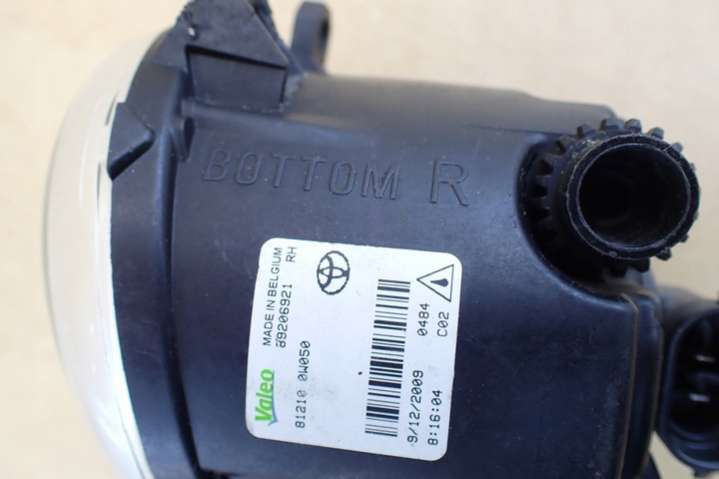 BOTTOM R
Valeo
MADE IN BELGIUM
89206921 RH
81210 0W050
9/12/2009 0484
8:16:04 C02